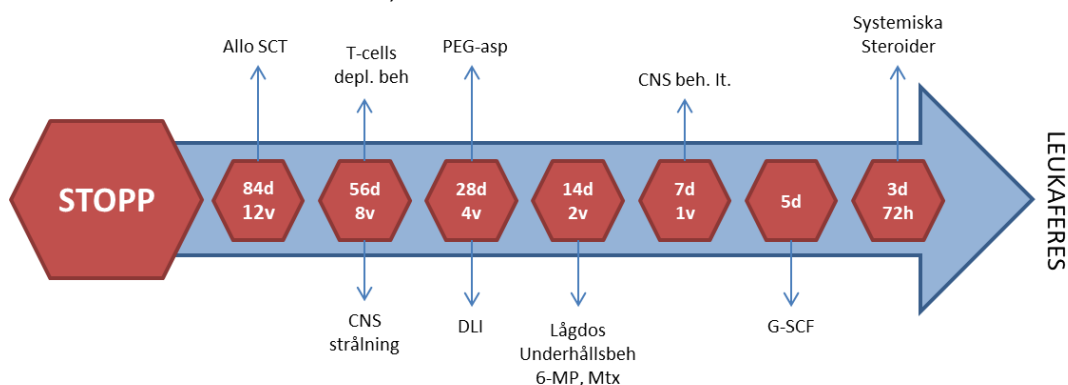 Allo SCT
T-cells
depl. beh
PEG-asp
CNS beh. It.
Systemiska
Steroider
STOPP
84d
12v
56d
8v
28d
4v
14d
2v
7d
1v
5d
3d
72h
LEUKAFERES
CNS
strålning
DLI
Lågdos
Underhållsbeh
6-MP, Mtx
G-SCF